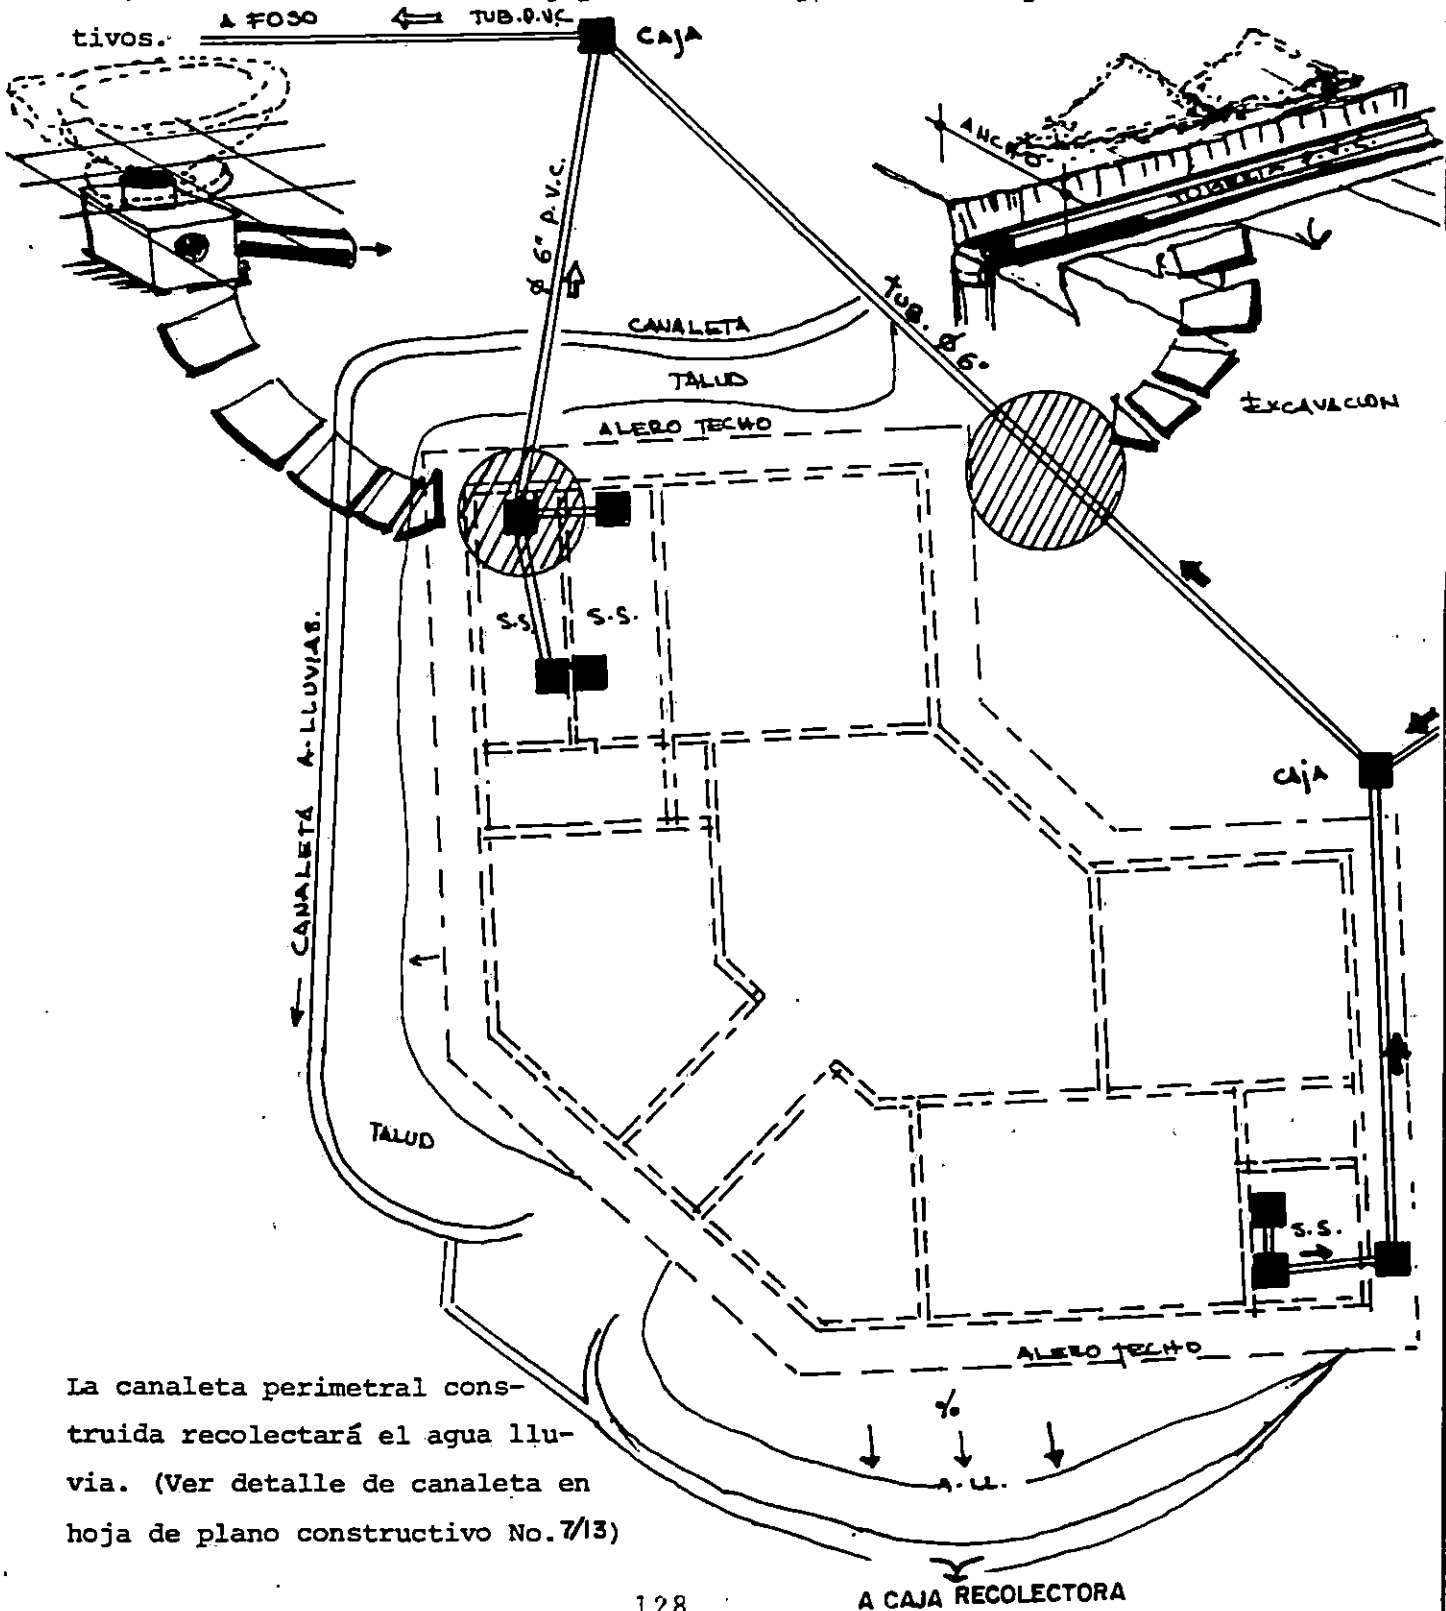 A FOSO
TUB. P.V.C.
tivos.
CAJA
ANCHO
TUBERIA P.V.C.
Ø 6" P.V.C.
TUB. Ø 6"
CANALETA
TALUD
ALERO TECHO
EXCAVACION
S.S.
S.S.
CANALETA A. LLUVIAS.
CAJA
TALUD
S.S.
ALERO TECHO
La canaleta perimetral cons-
truida recolectará el agua llu-
via. (Ver detalle de canaleta en
hoja de plano constructivo No.7/13)
%
A.LL.
A CAJA RECOLECTORA
128